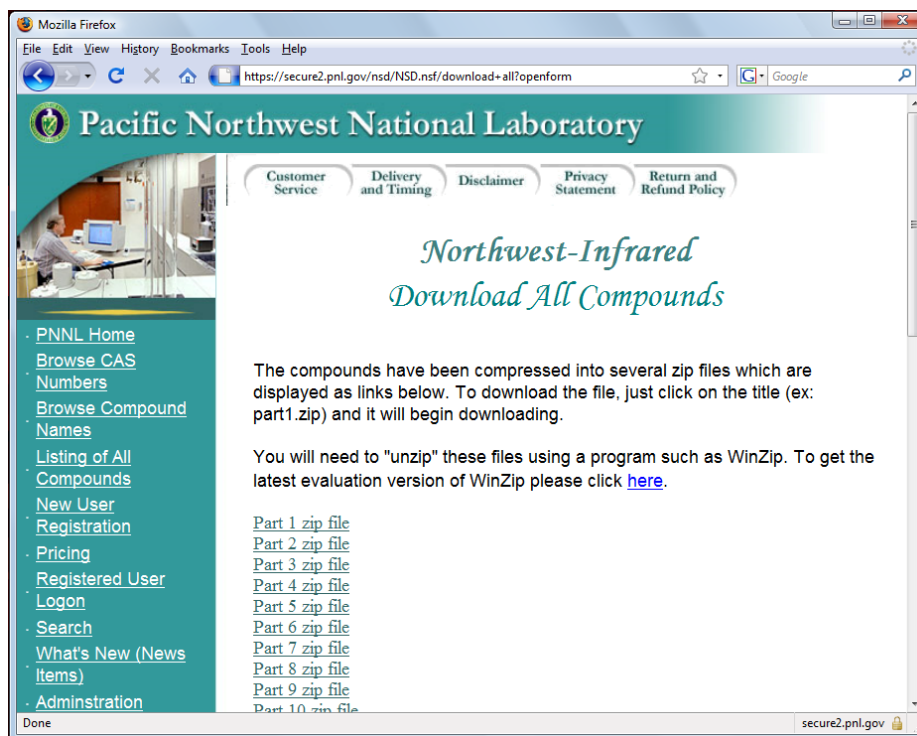 Mozilla Firefox
File Edit View History Bookmarks Tools Help
https://secure2.pnl.gov/nsd/NSD.nsf/download+all?openform
G Google
Pacific Northwest National Laboratory
Customer Service
Delivery and Timing
Disclaimer
Privacy Statement
Return and Refund Policy
Northwest-Infrared
Download All Compounds
· PNNL Home
· Browse CAS
Numbers
· Browse Compound
Names
· Listing of All
Compounds
· New User
Registration
· Pricing
· Registered User
Logon
· Search
· What's New (News
Items)
· Adminstration
The compounds have been compressed into several zip files which are
displayed as links below. To download the file, just click on the title (ex:
part1.zip) and it will begin downloading.
You will need to "unzip" these files using a program such as WinZip. To get the
latest evaluation version of WinZip please click here.
Part 1 zip file
Part 2 zip file
Part 3 zip file
Part 4 zip file
Part 5 zip file
Part 6 zip file
Part 7 zip file
Part 8 zip file
Part 9 zip file
Part 10 zip file
Done
secure2.pnl.gov